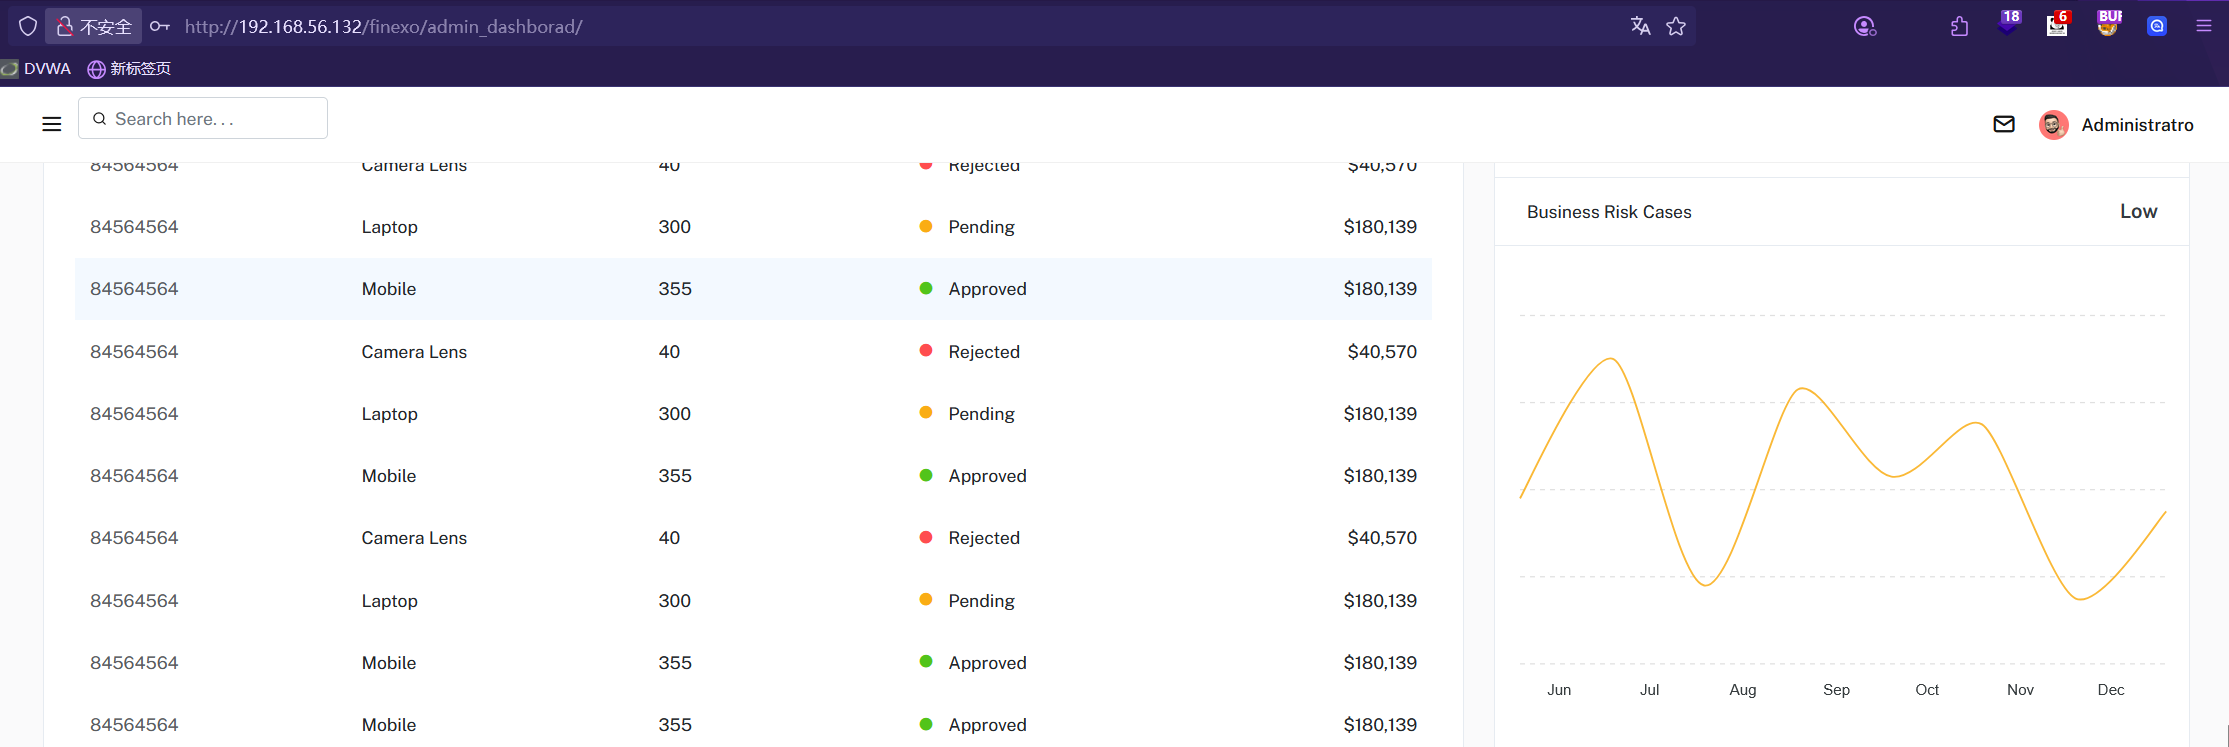 不安全 http://192.168.56.132/finexo/admin_dashborad/ 18 6 BUF
DVWA 新标签页
Search here. . . Administratro
84564564 Camera Lens 40 Rejected $40,570
84564564 Laptop 300 Pending $180,139
84564564 Mobile 355 Approved $180,139
84564564 Camera Lens 40 Rejected $40,570
84564564 Laptop 300 Pending $180,139
84564564 Mobile 355 Approved $180,139
84564564 Camera Lens 40 Rejected $40,570
84564564 Laptop 300 Pending $180,139
84564564 Mobile 355 Approved $180,139
84564564 Mobile 355 Approved $180,139
Business Risk Cases Low
Jun Jul Aug Sep Oct Nov Dec